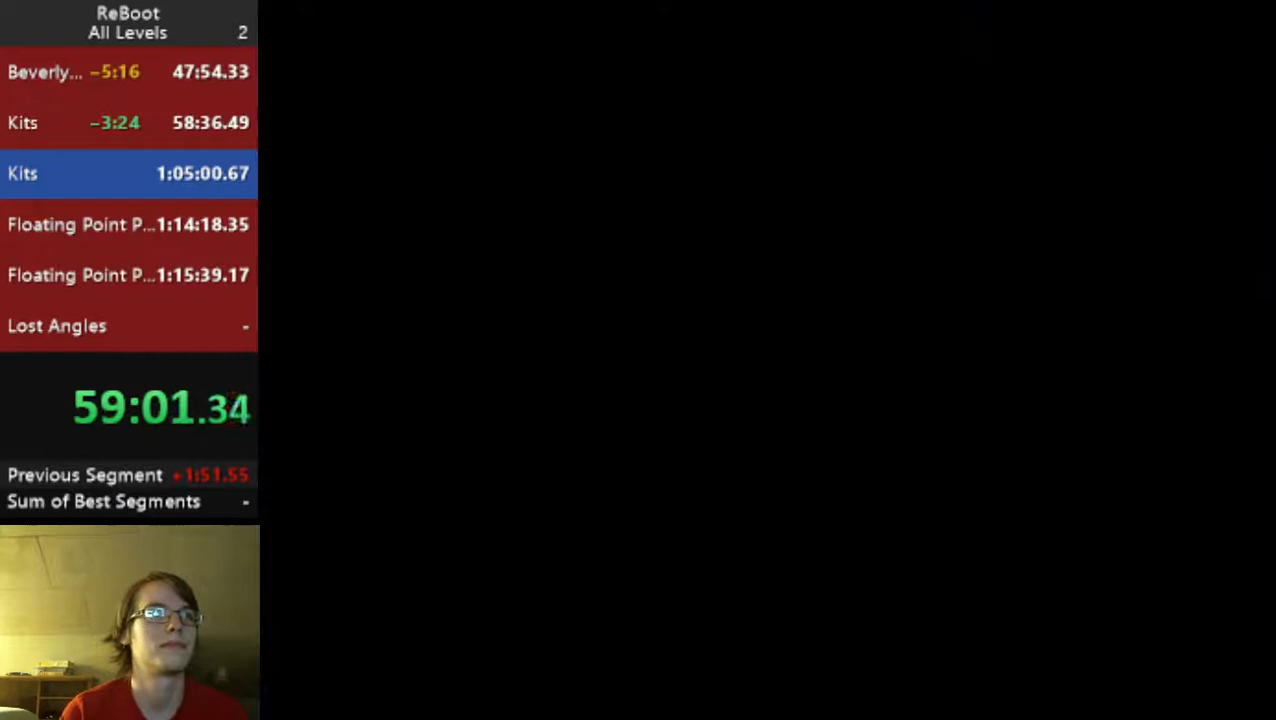 ReBoot
All Levels 2
Beverly... −5:16 47:54.33
Kits −3:24 58:36.49
Kits 1:05:00.67
Floating Point P... 1:14:18.35
Floating Point P... 1:15:39.17
Lost Angles -
59:01.34
Previous Segment +1:51.55
Sum of Best Segments -